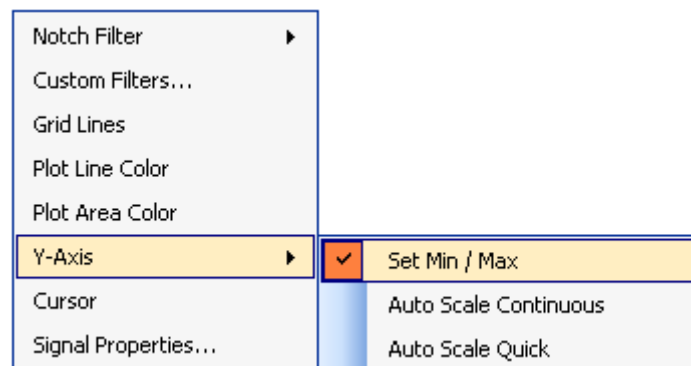 Notch Filter
Custom Filters...
Grid Lines
Plot Line Color
Plot Area Color
Y-Axis
Set Min / Max
Cursor
Auto Scale Continuous
Signal Properties...
Auto Scale Quick